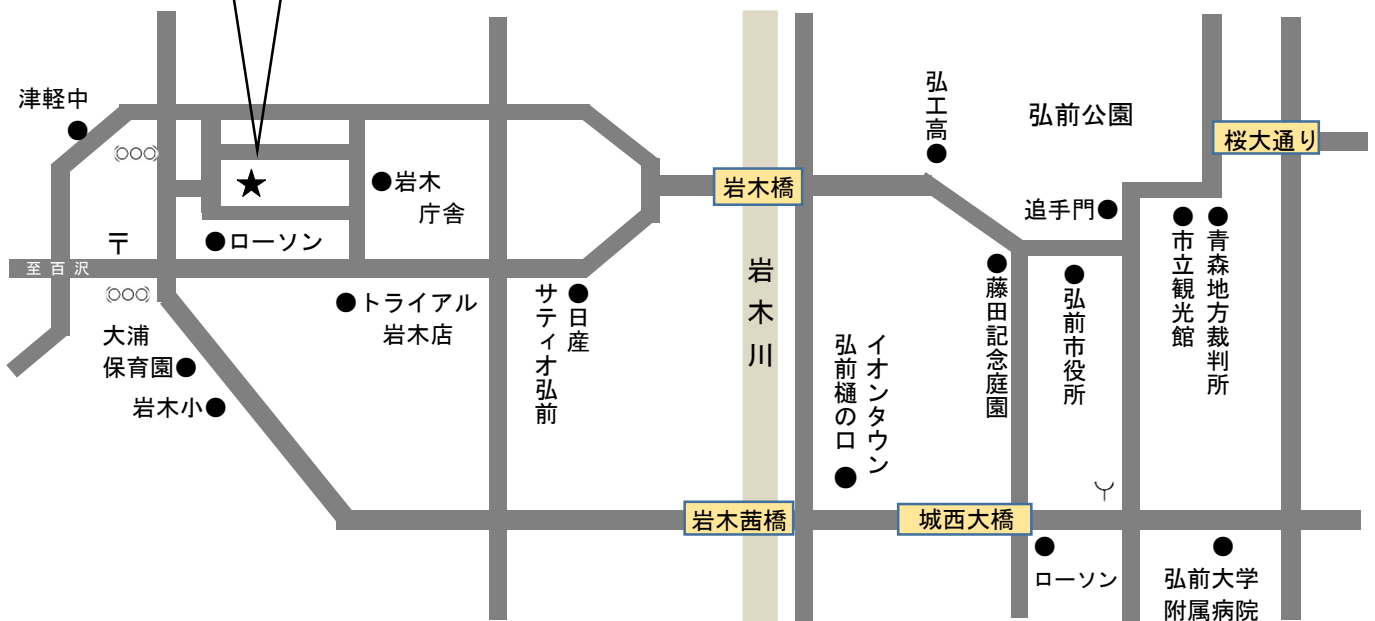 津軽中
岩木
庁舎
ローソン
〒
至百沢
トライアル
岩木店
大浦
保育園
岩木小
日産
サティオ弘前
岩木橋
岩木川
岩木茜橋
弘工高
弘前公園
桜大通り
追手門
藤田記念庭園
弘前市役所
市立観光館
青森地方裁判所
イオンタウン
弘前樋の口
城西大橋
ローソン
弘前大学
附属病院